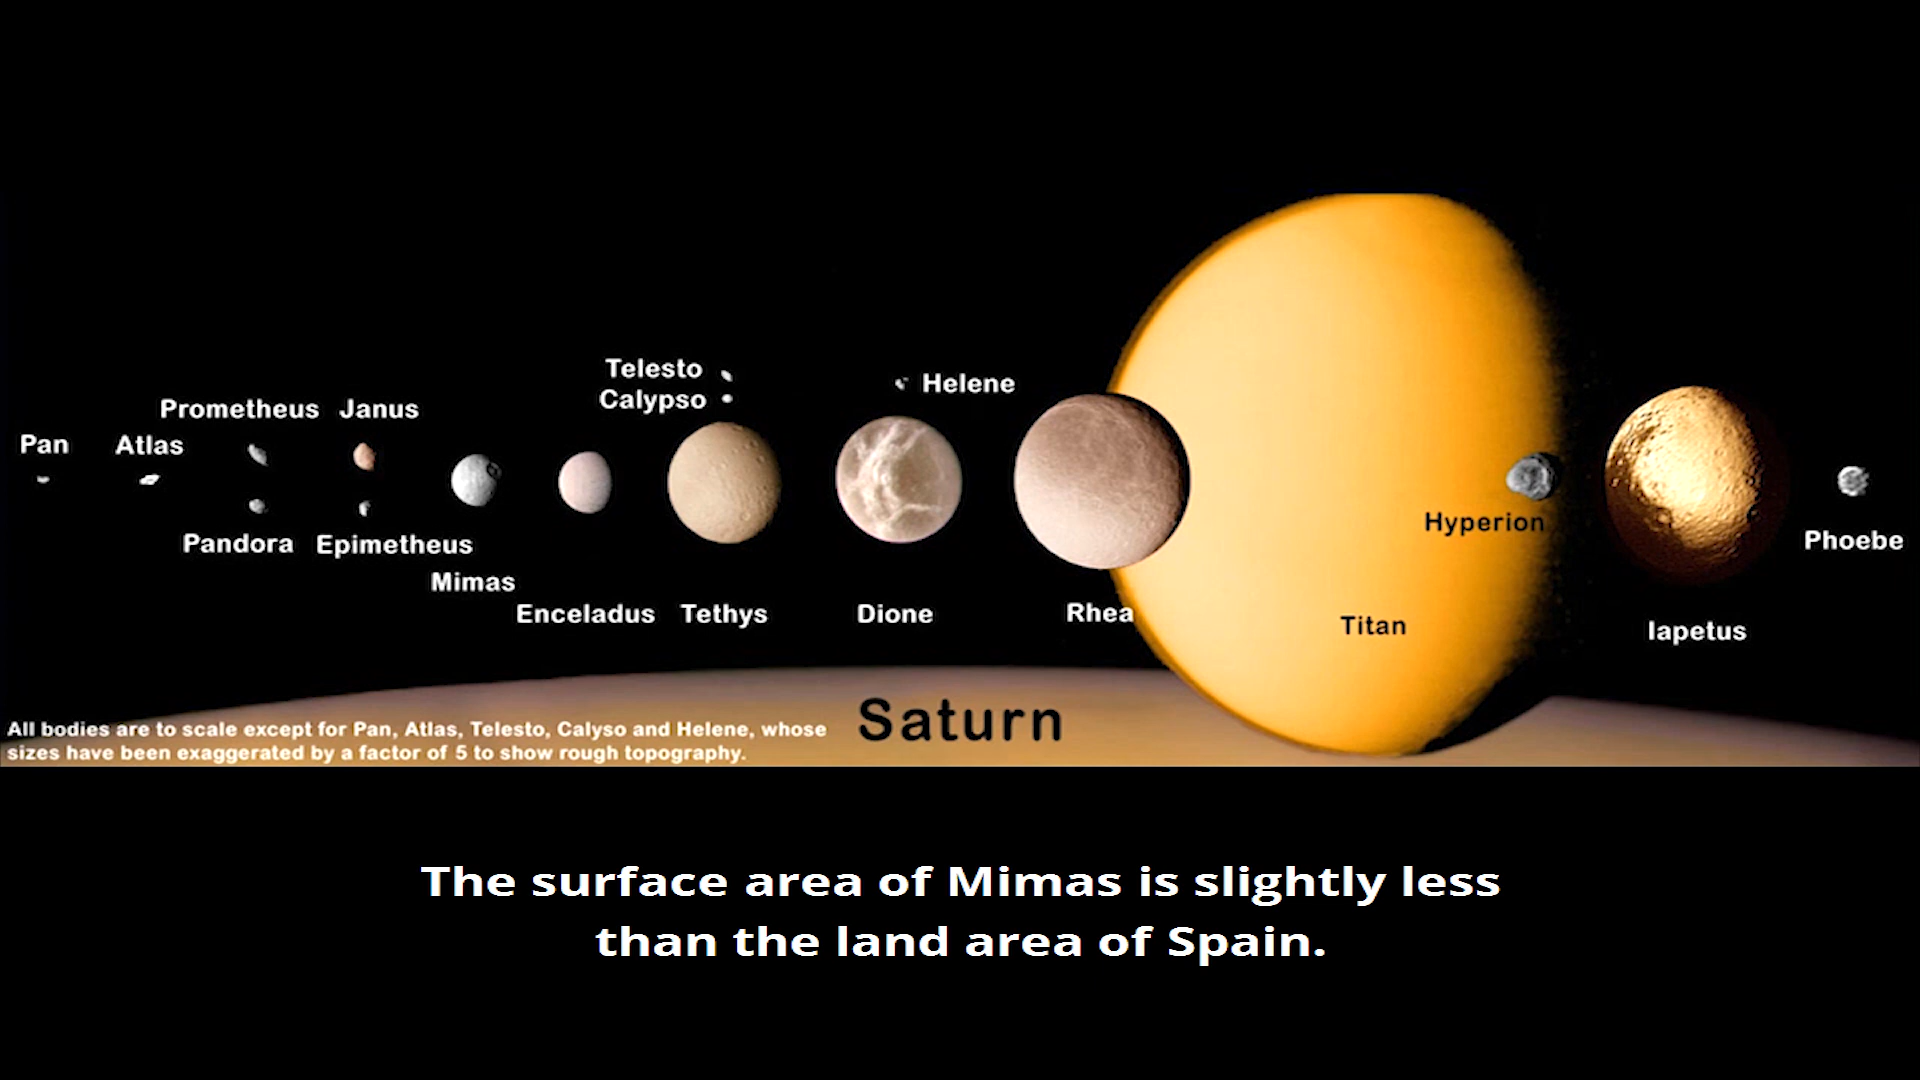 Telesto
Calypso
Helene
Prometheus
Janus
Pan
Atlas
Hyperion
Pandora
Epimetheus
Phoebe
Mimas
Enceladus
Tethys
Dione
Rhea
Titan
Iapetus
Saturn
All bodies are to scale except for Pan, Atlas, Telesto, Calyso and Helene, whose
sizes have been exaggerated by a factor of 5 to show rough topography.
The surface area of Mimas is slightly less
than the land area of Spain.